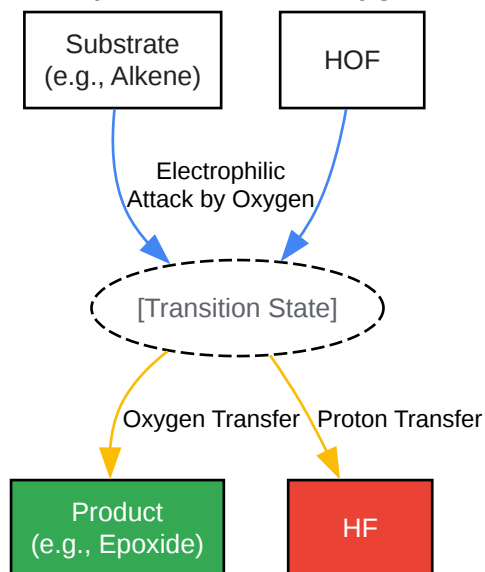 Substrate
(e.g., Alkene)
HOF
Electrophilic
Attack by Oxygen
[Transition State]
Oxygen Transfer
Proton Transfer
Product
(e.g., Epoxide)
HF